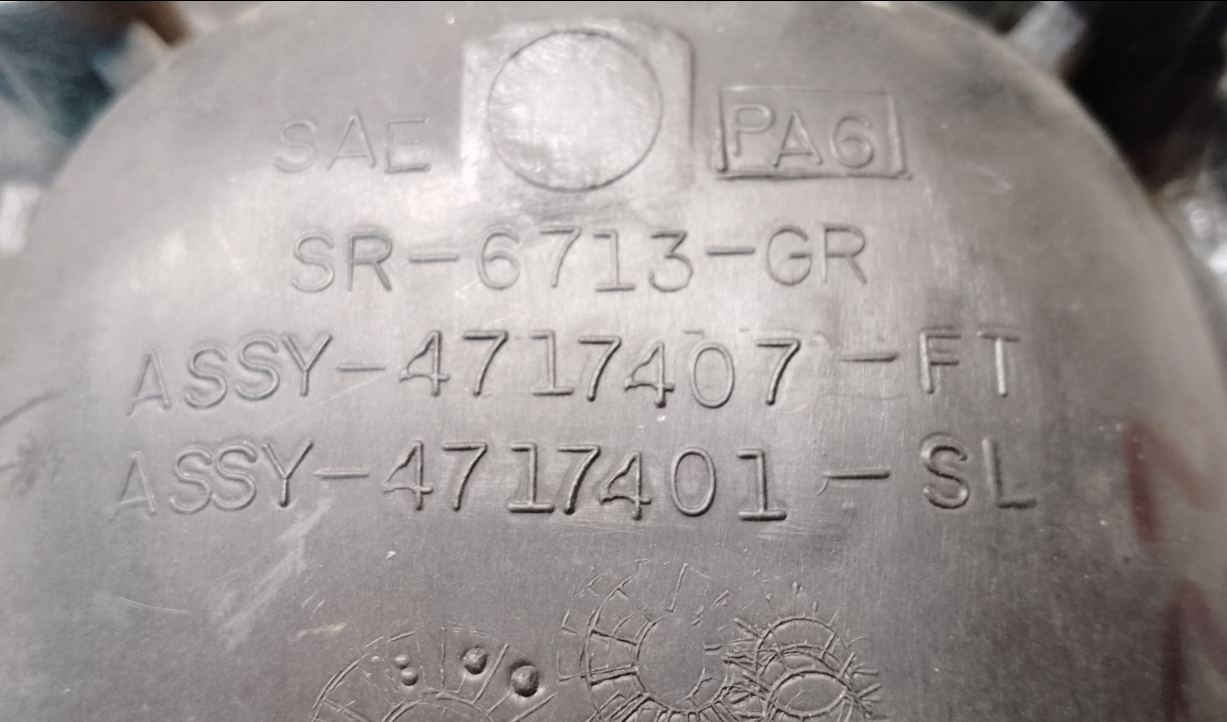 SAE PA6
SR-6713-GR
ASSY-4717407-FT
ASSY-4717401-SL